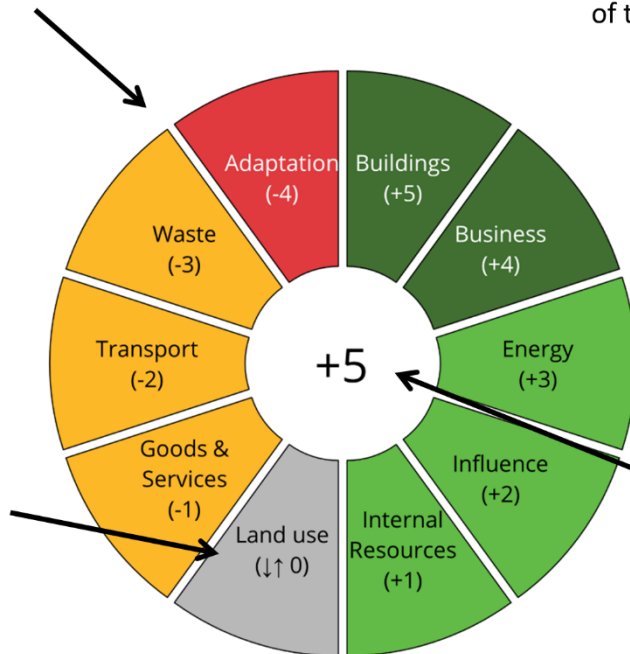 of t
Adaptation
(-4)
Buildings
(+5)
Business
(+4)
Energy
(+3)
Influence
(+2)
Internal
Resources
(+1)
Land use
(↓↑ 0)
Goods &
Services
(-1)
Transport
(-2)
Waste
(-3)
+5